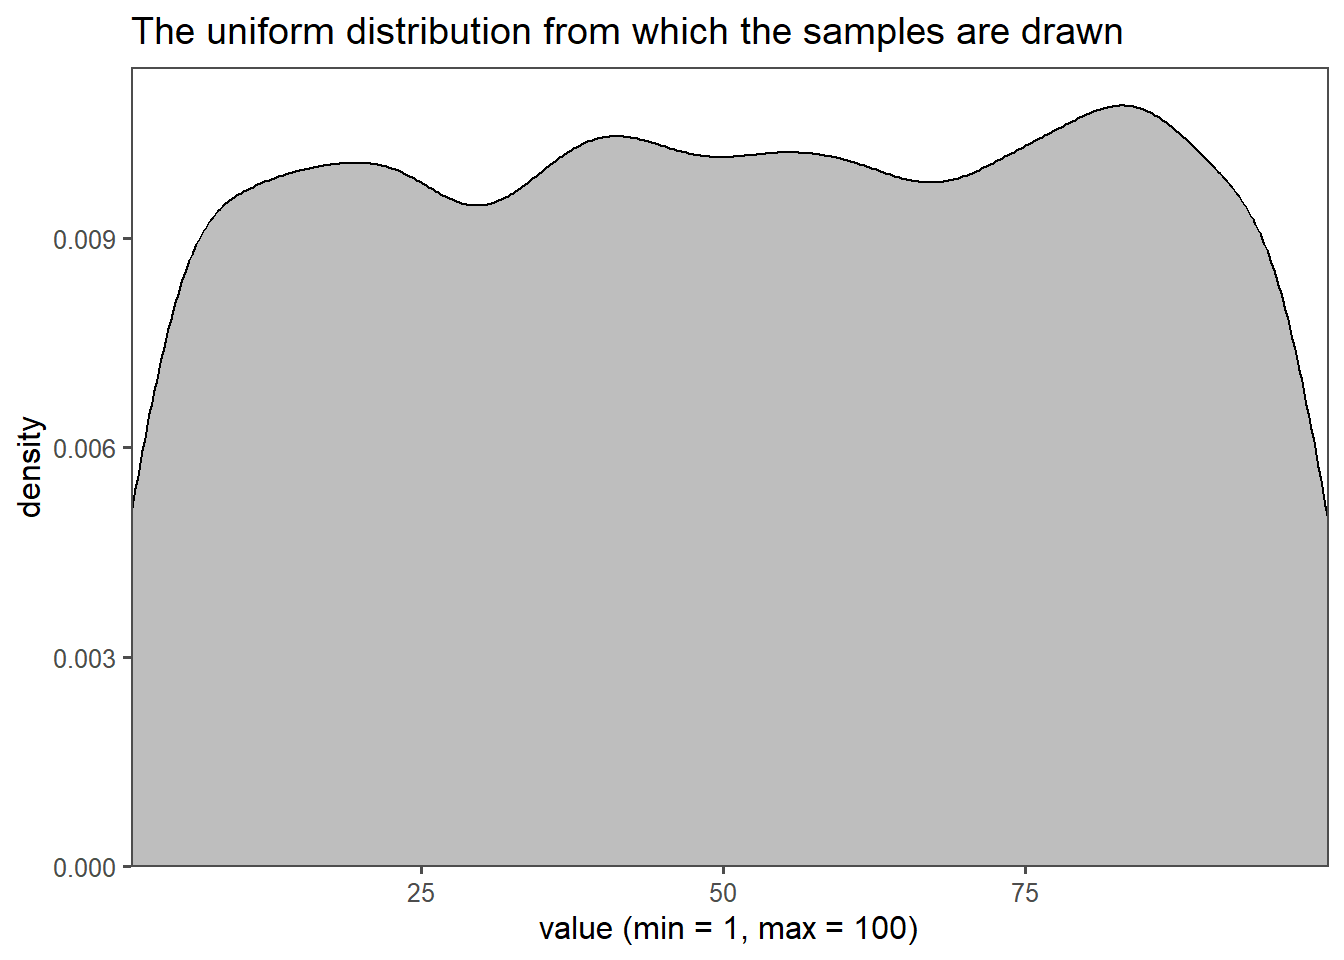 The uniform distribution from which the samples are drawn
density
0.009
0.006
0.003
0.000
25 50 75
value (min = 1, max = 100)